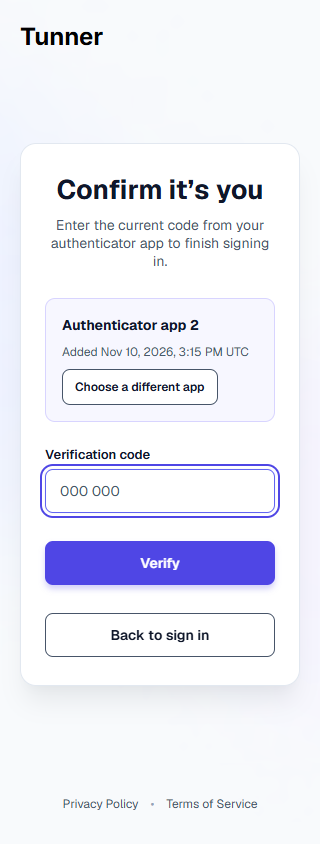 Tunner
Confirm it’s you
Enter the current code from your
authenticator app to finish signing
in.
Authenticator app 2
Added Nov 10, 2026, 3:15 PM UTC
Choose a different app
Verification code
000 000
Verify
Back to sign in
Privacy Policy • Terms of Service